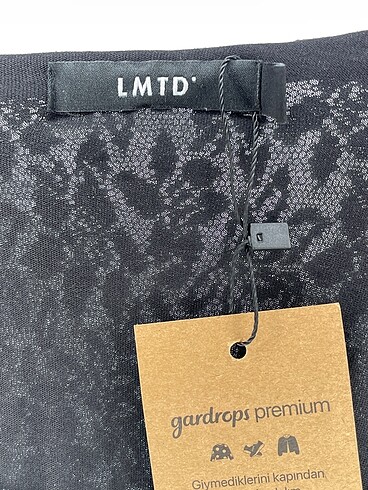 LMTD
gardrops premium
Giymediklerini kapından,